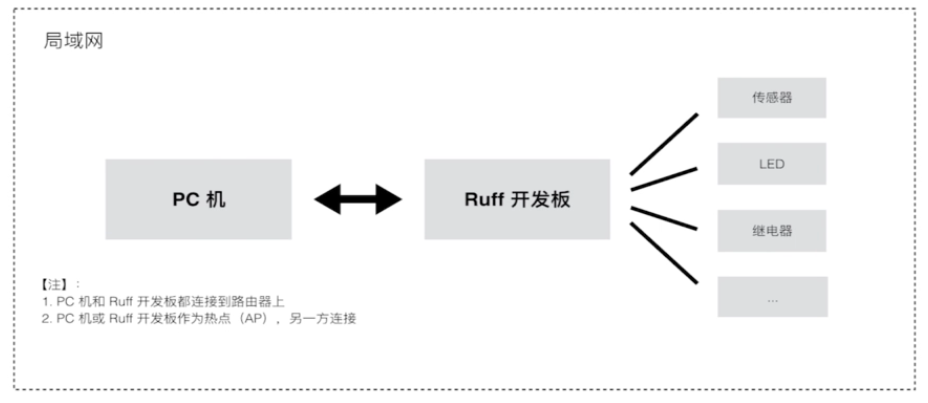 局域网
传感器
LED
PC 机
Ruff 开发板
继电器
...
【注】:
1. PC 机和 Ruff 开发板都连接到路由器上
2. PC 机或 Ruff 开发板作为热点（AP），另一方连接